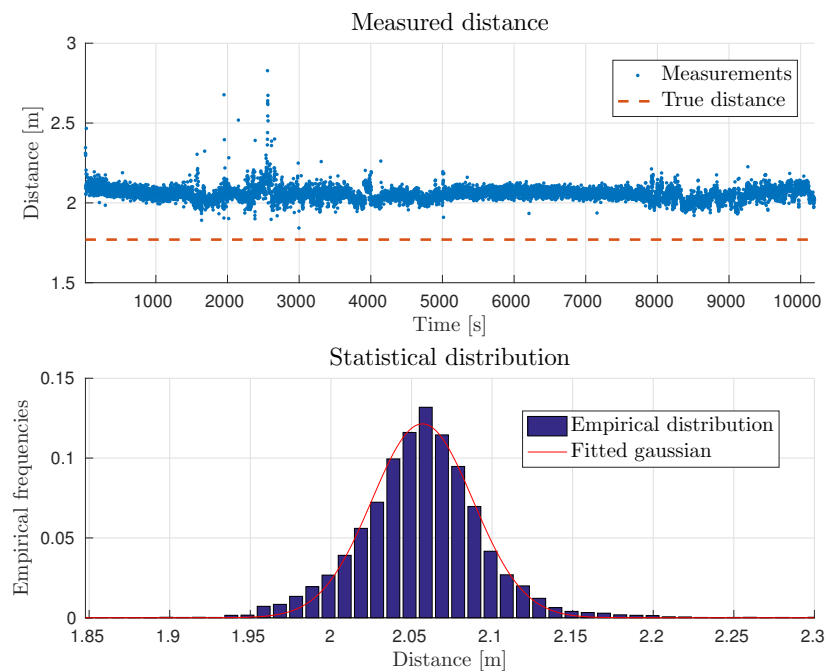 Measured distance
3
2.5
2
1.5
Distance [m]
Measurements
True distance
1000 2000 3000 4000 5000 6000 7000 8000 9000 10000
Time [s]
Statistical distribution
0.15
0.1
0.05
0
Empirical frequencies
Empirical distribution
Fitted gaussian
1.85 1.9 1.95 2 2.05 2.1 2.15 2.2 2.25 2.3
Distance [m]